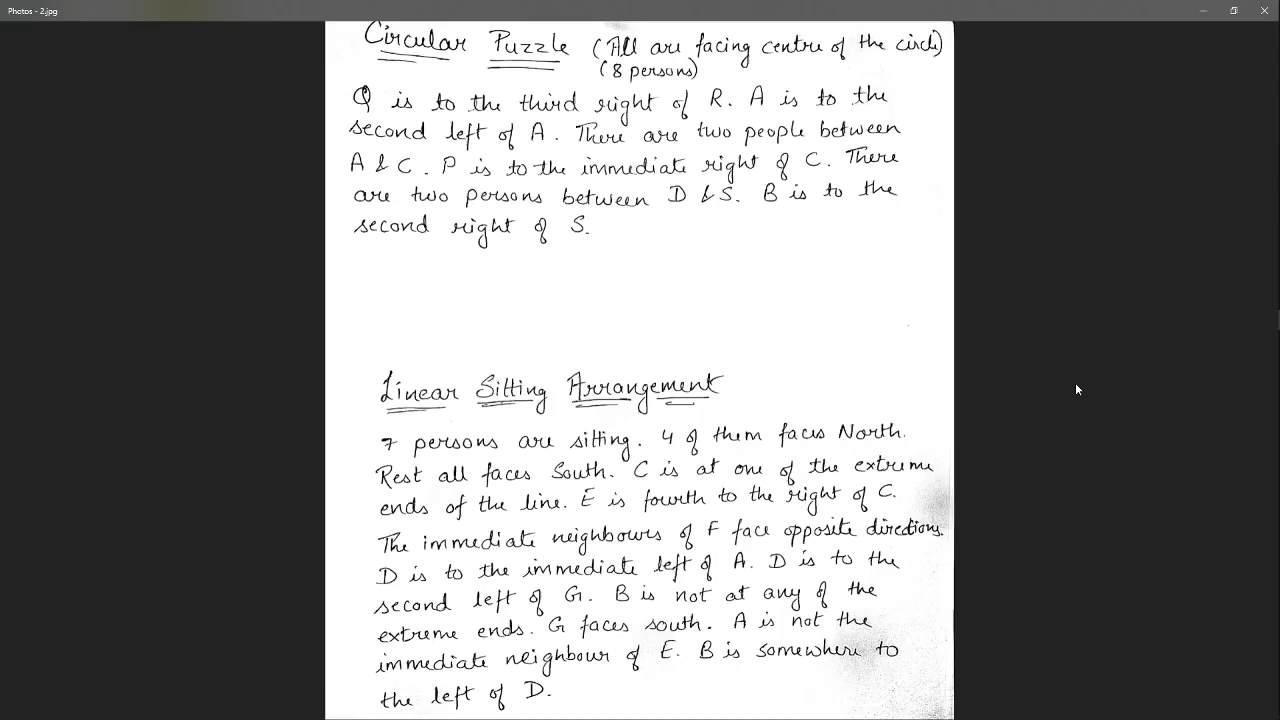 Photos - 2.jpg
Circular Puzzle (All are facing centre of the circle)
(8 persons)
Q is to the third right of R. A is to the
second left of A. There are two people between
A & C. P is to the immediate right of C. There
are two persons between D & S. B is to the
second right of S.
Linear Sitting Arrangement
7 persons are sitting. 4 of them faces North.
Rest all faces South. C is at one of the extreme
ends of the line. E is fourth to the right of C.
The immediate neighbours of F face opposite directions.
D is to the immediate left of A. D is to the
second left of G. B is not at any of the
extreme ends. G faces south. A is not the
immediate neighbour of E. B is somewhere to
the left of D.